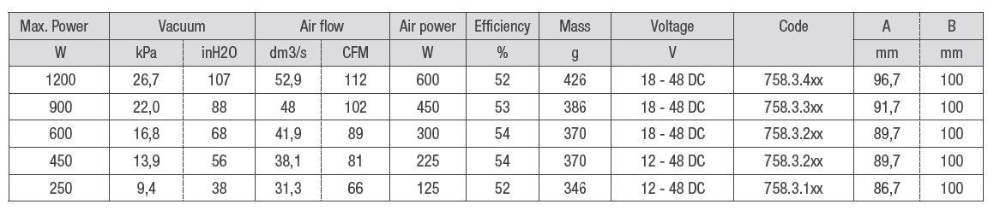 Max. Power Vacuum Air flow Air power Efficiency Mass Voltage Code A B
W kPa inH2O dm3/s CFM W % g V mm mm
1200 26,7 107 52,9 112 600 52 426 18 - 48 DC 758.3.4xx 96,7 100
900 22,0 88 48 102 450 53 386 18 - 48 DC 758.3.3xx 91,7 100
600 16,8 68 41,9 89 300 54 370 18 - 48 DC 758.3.2xx 89,7 100
450 13,9 56 38,1 81 225 54 370 12 - 48 DC 758.3.2xx 89,7 100
250 9,4 38 31,3 66 125 52 346 12 - 48 DC 758.3.1xx 86,7 100